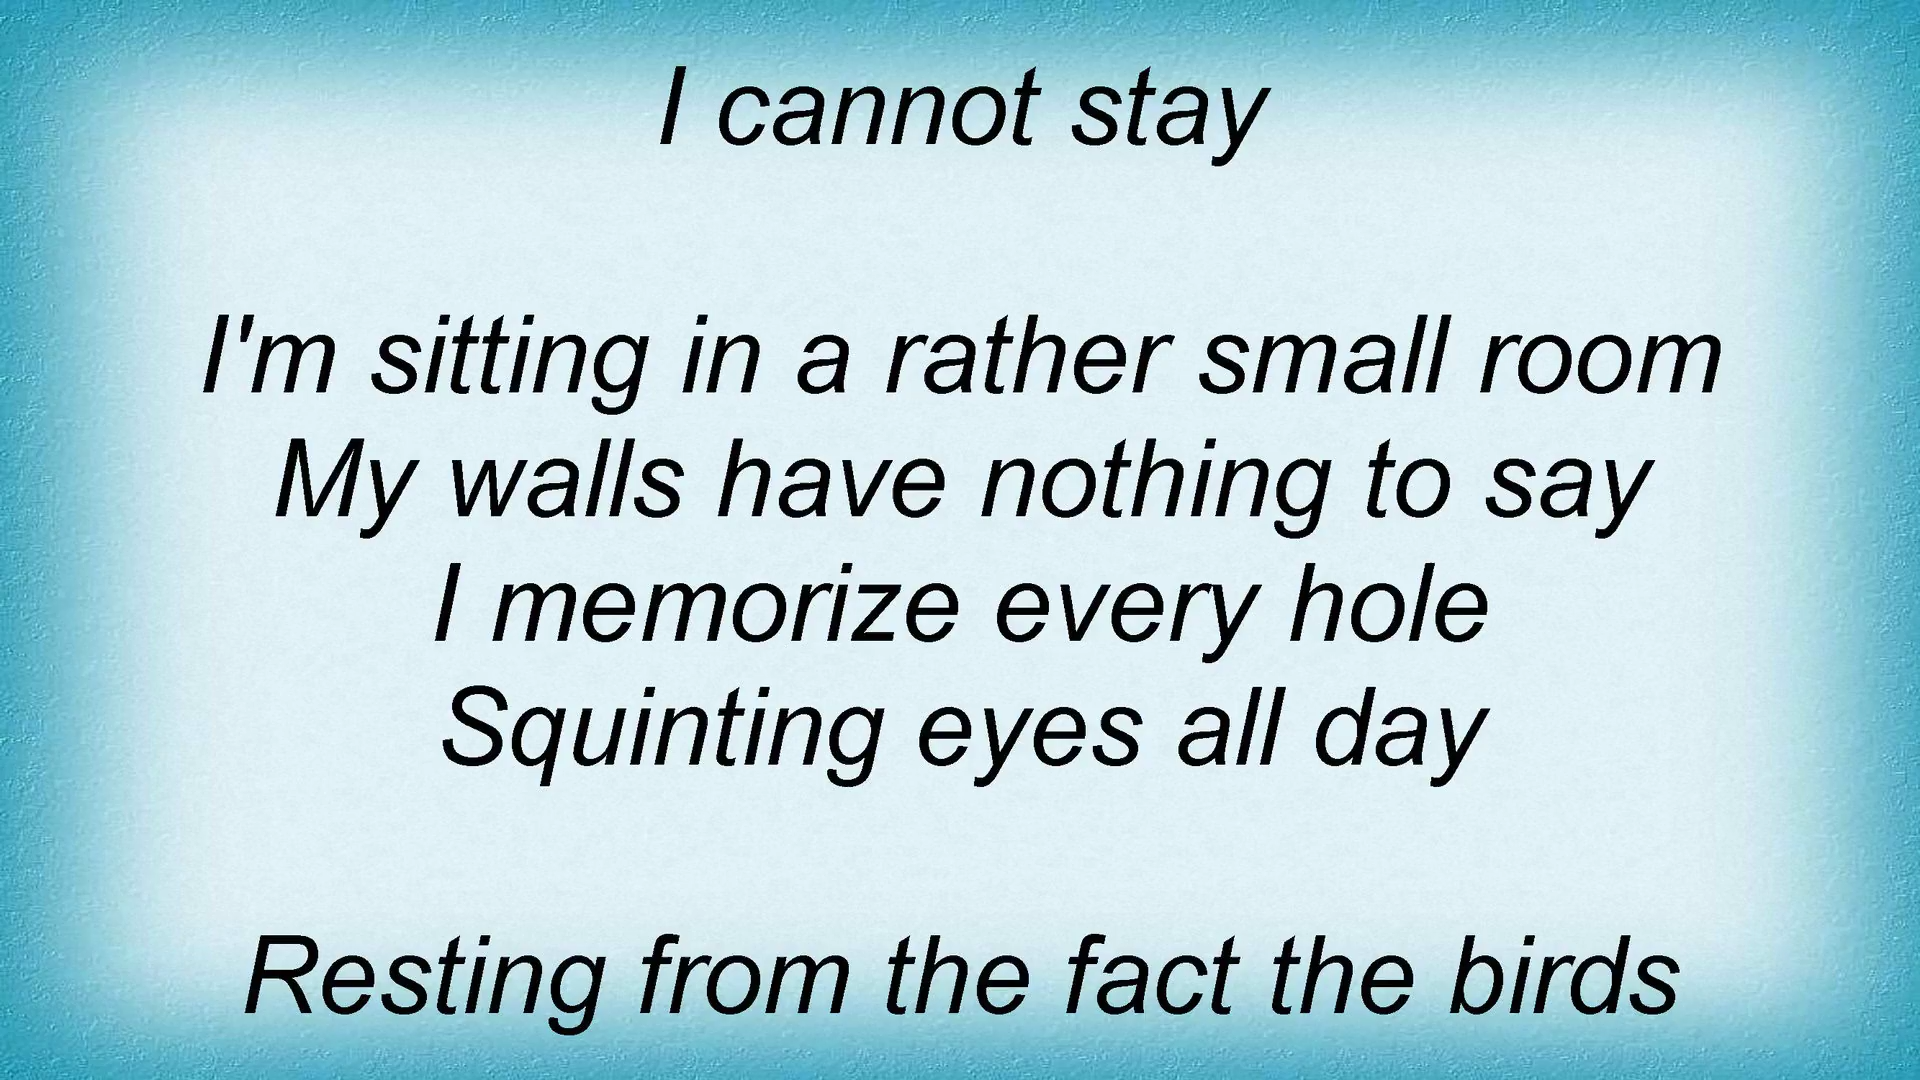 I cannot stay
I'm sitting in a rather small room
My walls have nothing to say
I memorize every hole
Squinting eyes all day
Resting from the fact the birds